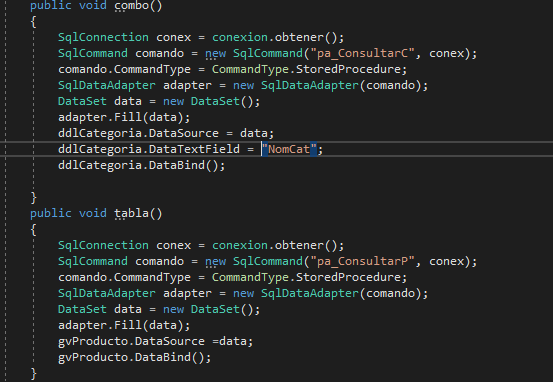 public void combo()
{
SqlConnection conex = conexion.obtener();
SqlCommand comando = new SqlCommand("pa_ConsultarC", conex);
comando.CommandType = CommandType.StoredProcedure;
SqlDataAdapter adapter = new SqlDataAdapter(comando);
DataSet data = new DataSet();
adapter.Fill(data);
ddlCategoria.DataSource = data;
ddlCategoria.DataTextField = "NomCat";
ddlCategoria.DataBind();
}
public void tabla()
{
SqlConnection conex = conexion.obtener();
SqlCommand comando = new SqlCommand("pa_ConsultarP", conex);
comando.CommandType = CommandType.StoredProcedure;
SqlDataAdapter adapter = new SqlDataAdapter(comando);
DataSet data = new DataSet();
adapter.Fill(data);
gvProducto.DataSource =data;
gvProducto.DataBind();
}